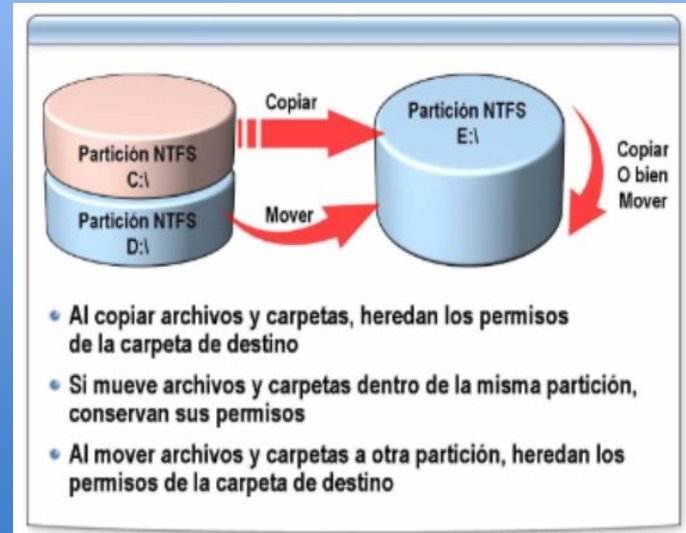 Copiar
Partición NTFS
E:\
Partición NTFS
C:\
Copiar
O bien
Mover
Mover
Partición NTFS
D:\
Al copiar archivos y carpetas, heredan los permisos
de la carpeta de destino
Si mueve archivos y carpetas dentro de la misma partición,
conservan sus permisos
Al mover archivos y carpetas a otra partición, heredan los
permisos de la carpeta de destino